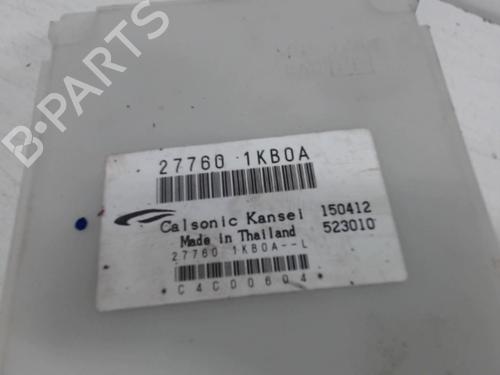 B-PARTS
27760 1KB0A
Calsonic Kansei 150412
Made in Thailand 523010
27760 1KB0A--L
* C4C00604 *